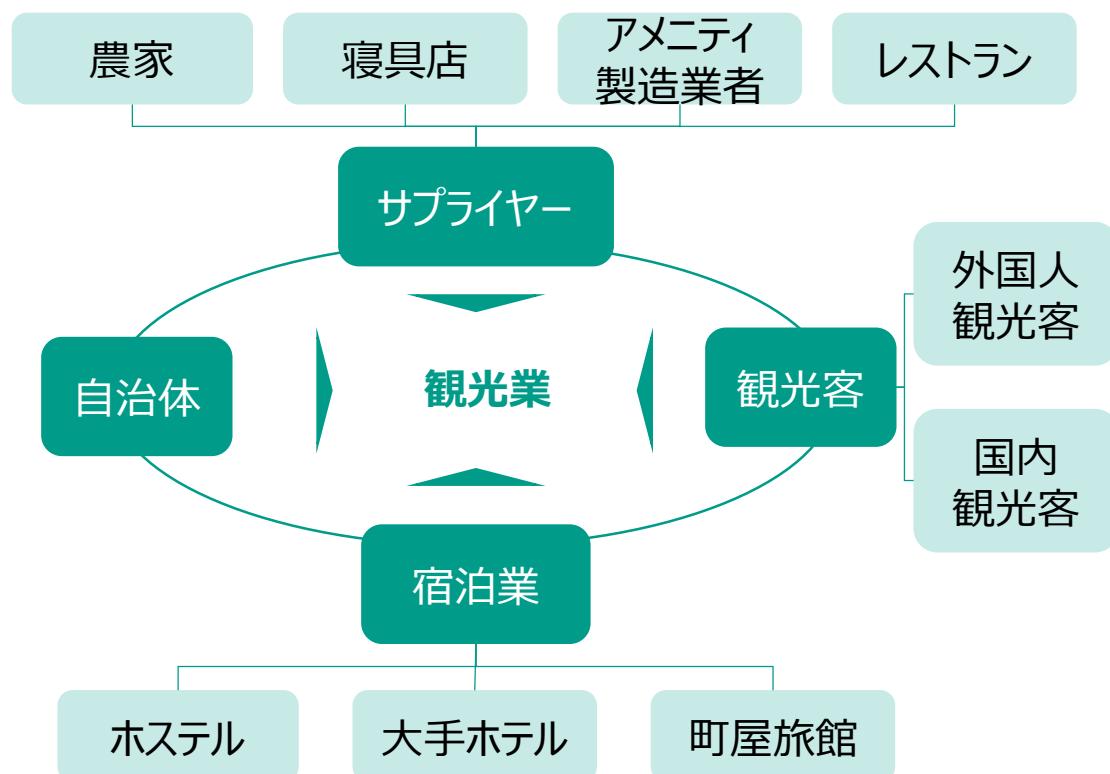 農家
寝具店
アメニティ
製造業者
レストラン
サプライヤー
外国人
観光客
自治体
観光業
観光客
国内
観光客
宿泊業
ホステル
大手ホテル
町屋旅館